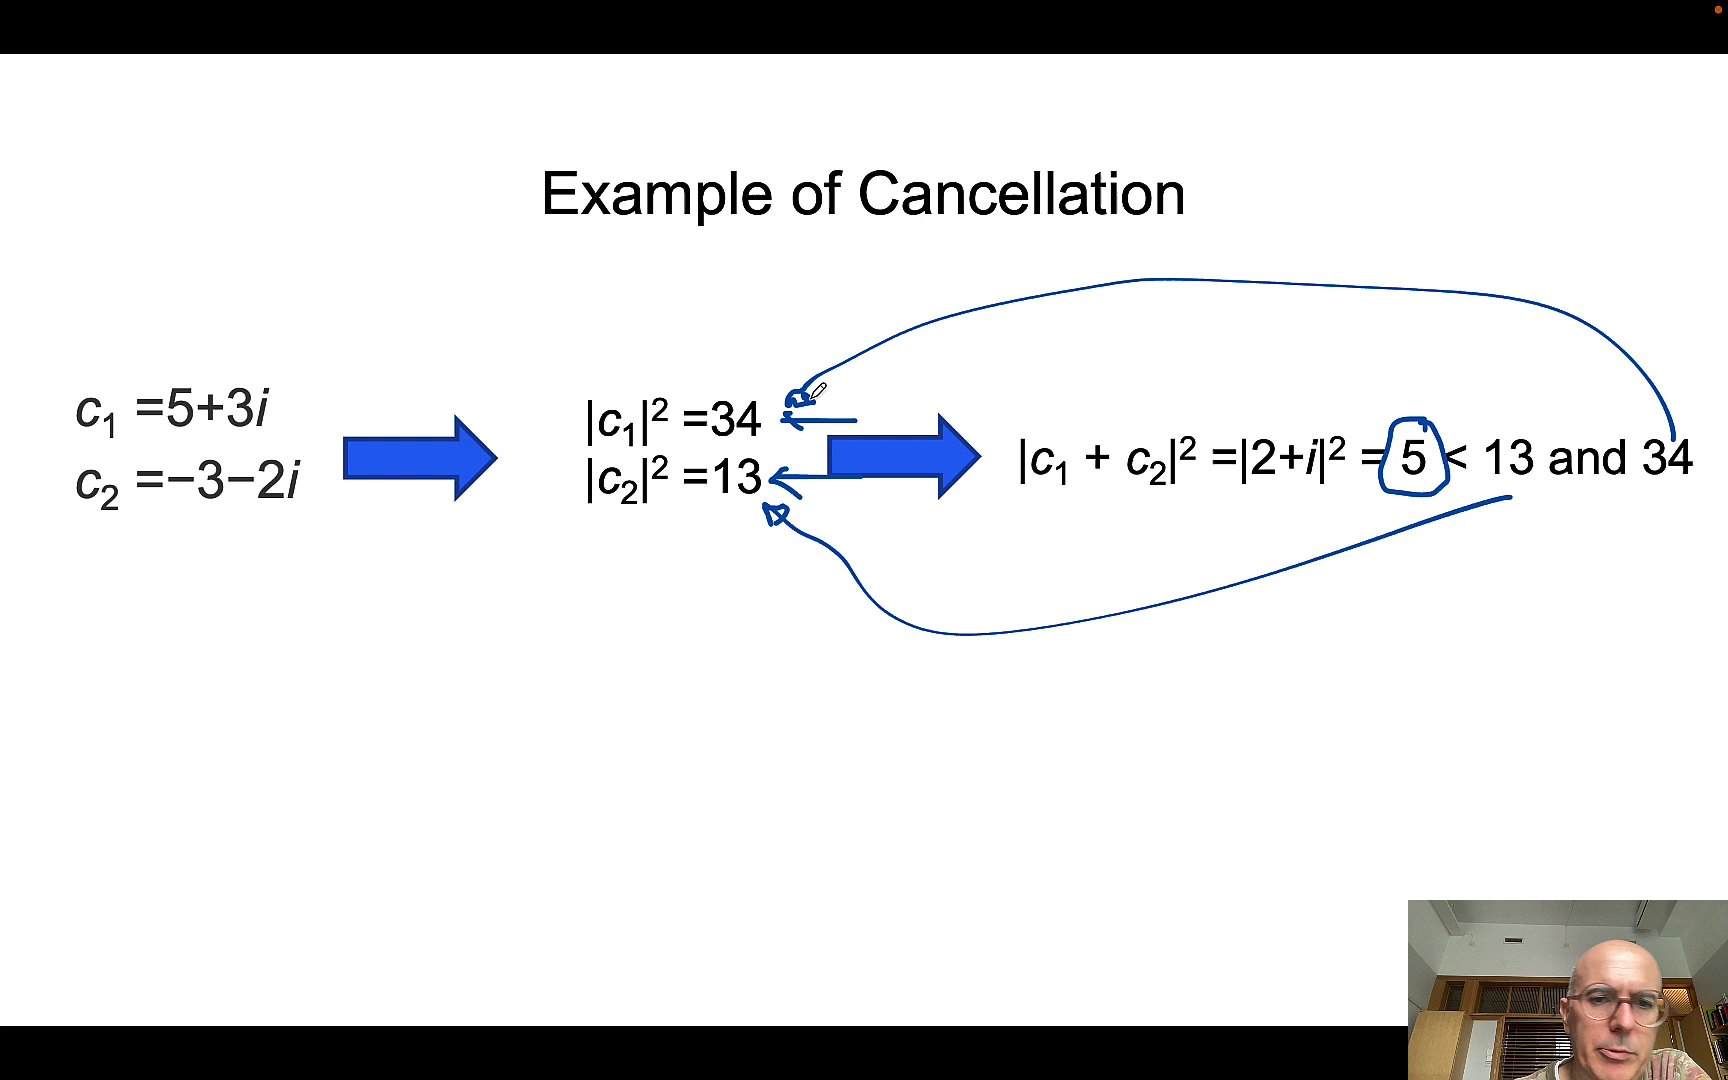 Example of Cancellation
c₁ =5+3i
c₂ =−3−2i
|c₁|² =34
|c₂|² =13
|c₁ + c₂|² =|2+i|² = 5 < 13 and 34